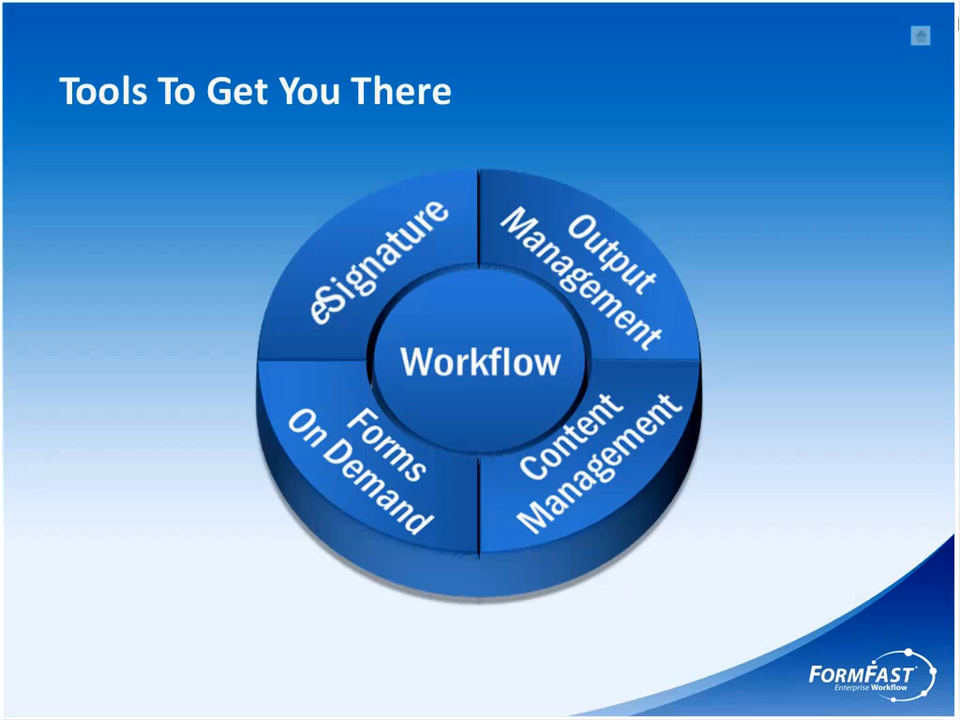 Tools To Get You There
eSignature
Output
Management
Workflow
Forms
On Demand
Content
Management
FORMFAST
Enterprise Workflow